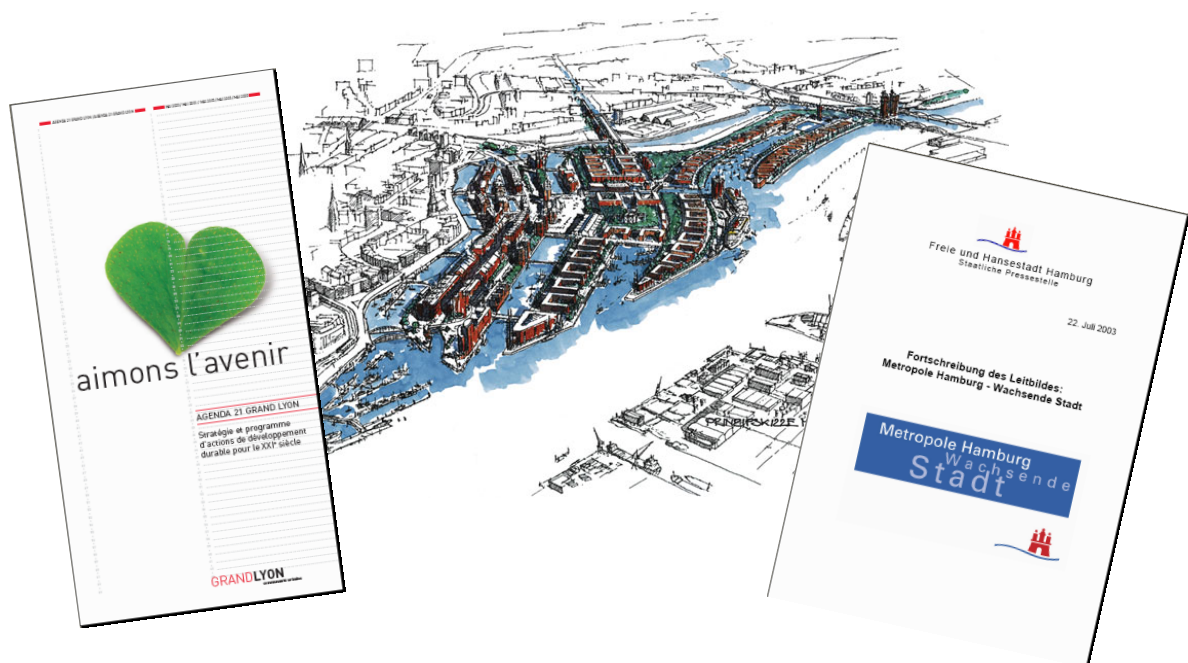 aimons l'avenir
AGENDA 21 GRAND LYON
Stratégie et programme
d'actions de développement
durable pour le XXIe siècle
GRANDLYON
Freie und Hansestadt Hamburg
Staatliche Pressestelle
22. Juli 2003
Fortschreibung des Leitbildes:
Metropole Hamburg - Wachsende Stadt
Metropole Hamburg
Wachsende
Stadt